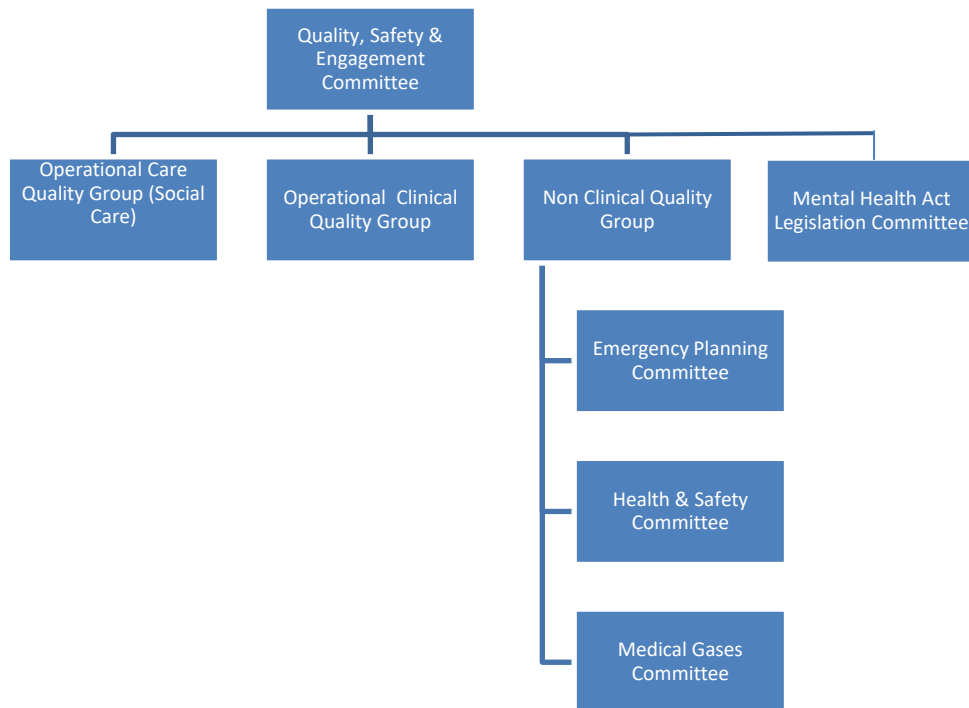 Quality, Safety &
Engagement
Committee
Operational Care
Quality Group (Social
Care)
Operational  Clinical
Quality Group
Non Clinical Quality
Group
Mental Health Act
Legislation Committee
Emergency Planning
Committee
Health & Safety
Committee
Medical Gases
Committee